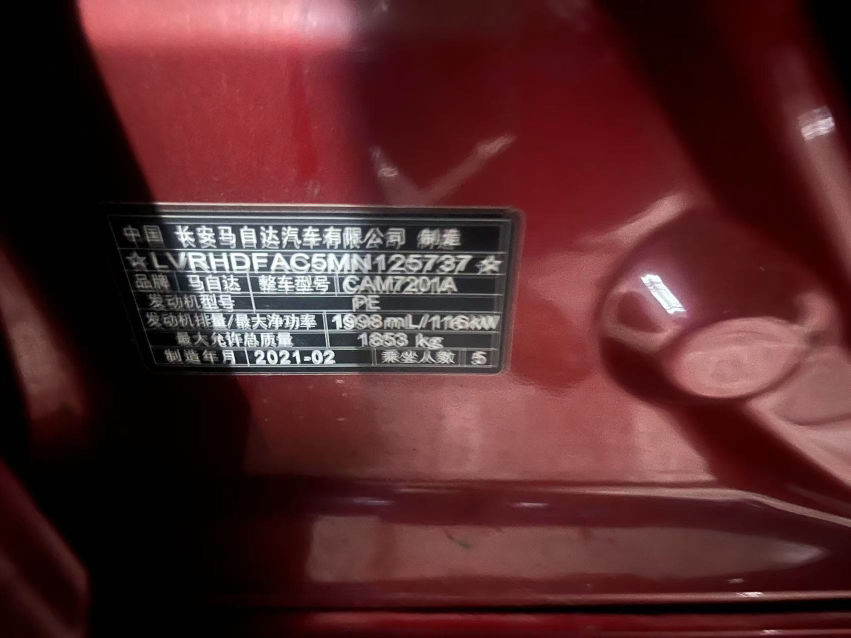 中国 长安马自达汽车有限公司 制造
☆LVRHDFAC5MN125737☆
品牌 马自达 整车型号 CAM7201A
发动机型号 PE
发动机排量/最大净功率 1998mL/116kW
最大允许总质量 1853 kg
制造年月 2021-02 乘坐人数 5